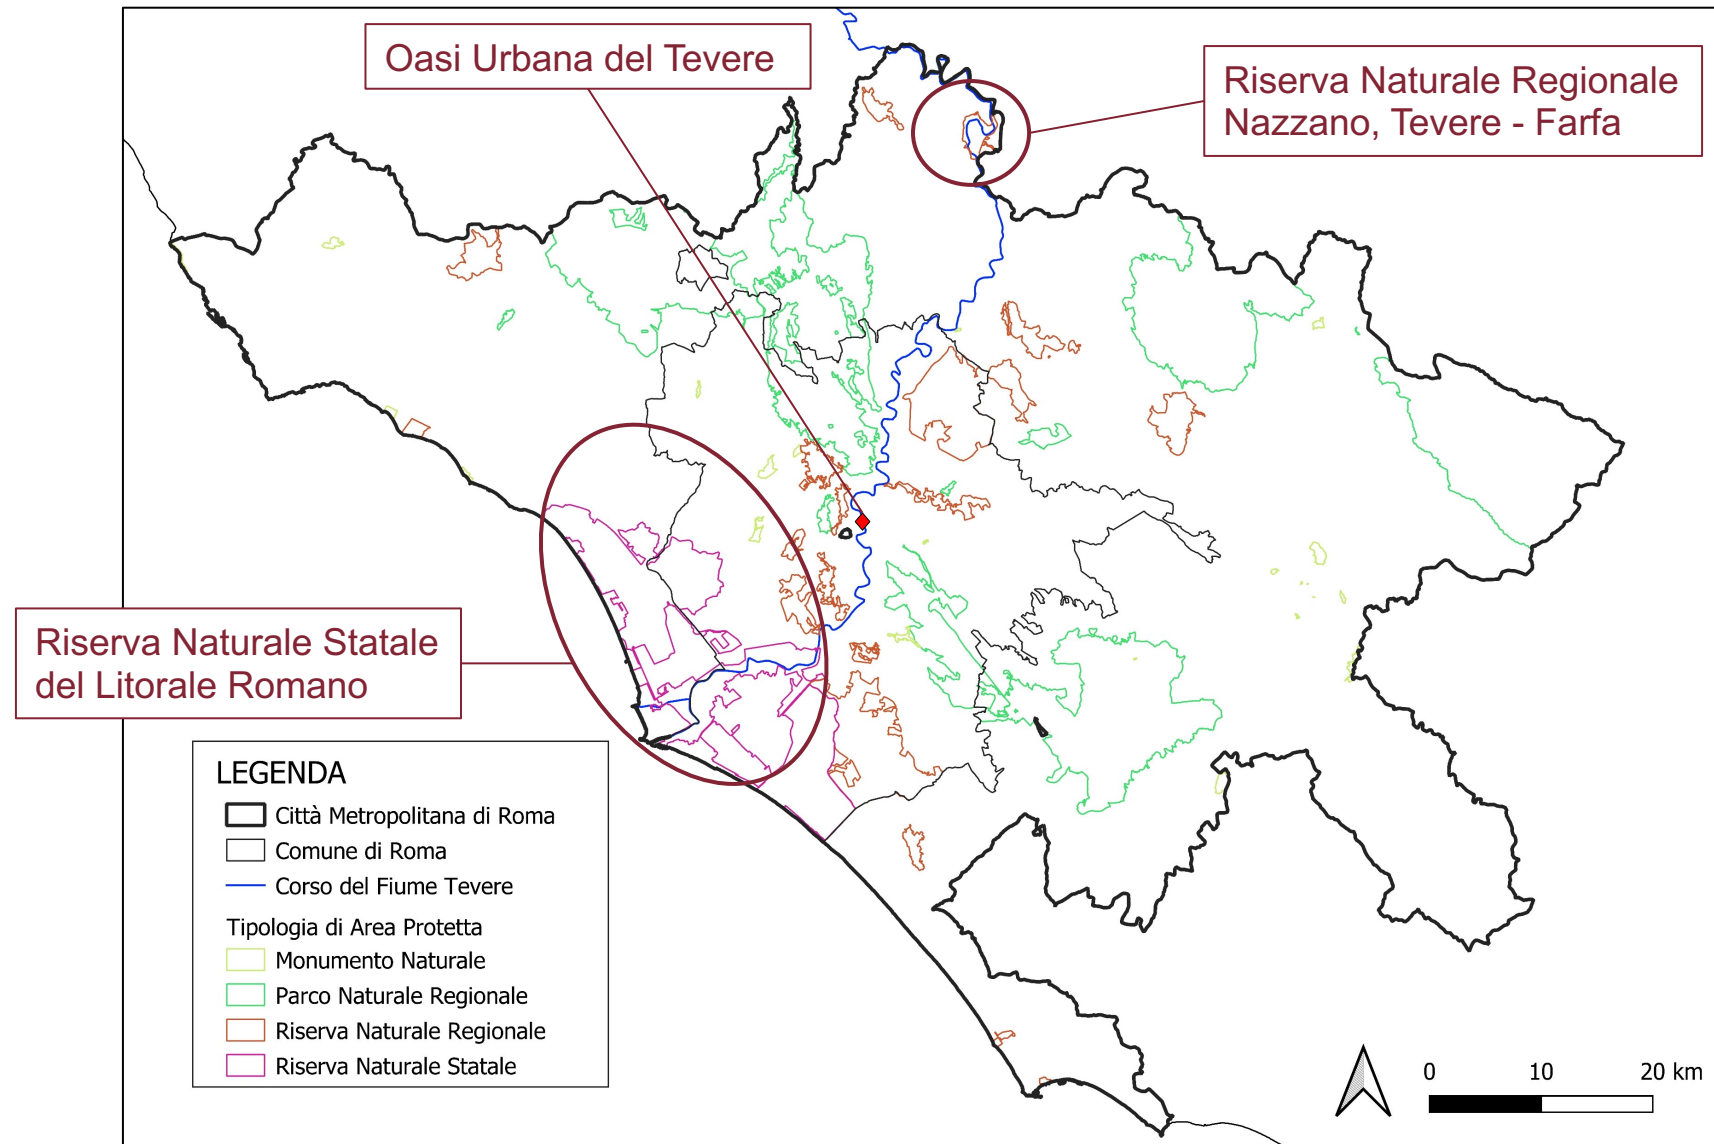 Oasi Urbana del Tevere
Riserva Naturale Regionale
Nazzano, Tevere - Farfa
Riserva Naturale Statale
del Litorale Romano
LEGENDA
Città Metropolitana di Roma
Comune di Roma
Corso del Fiume Tevere
Tipologia di Area Protetta
Monumento Naturale
Parco Naturale Regionale
Riserva Naturale Regionale
Riserva Naturale Statale
0 10 20 km